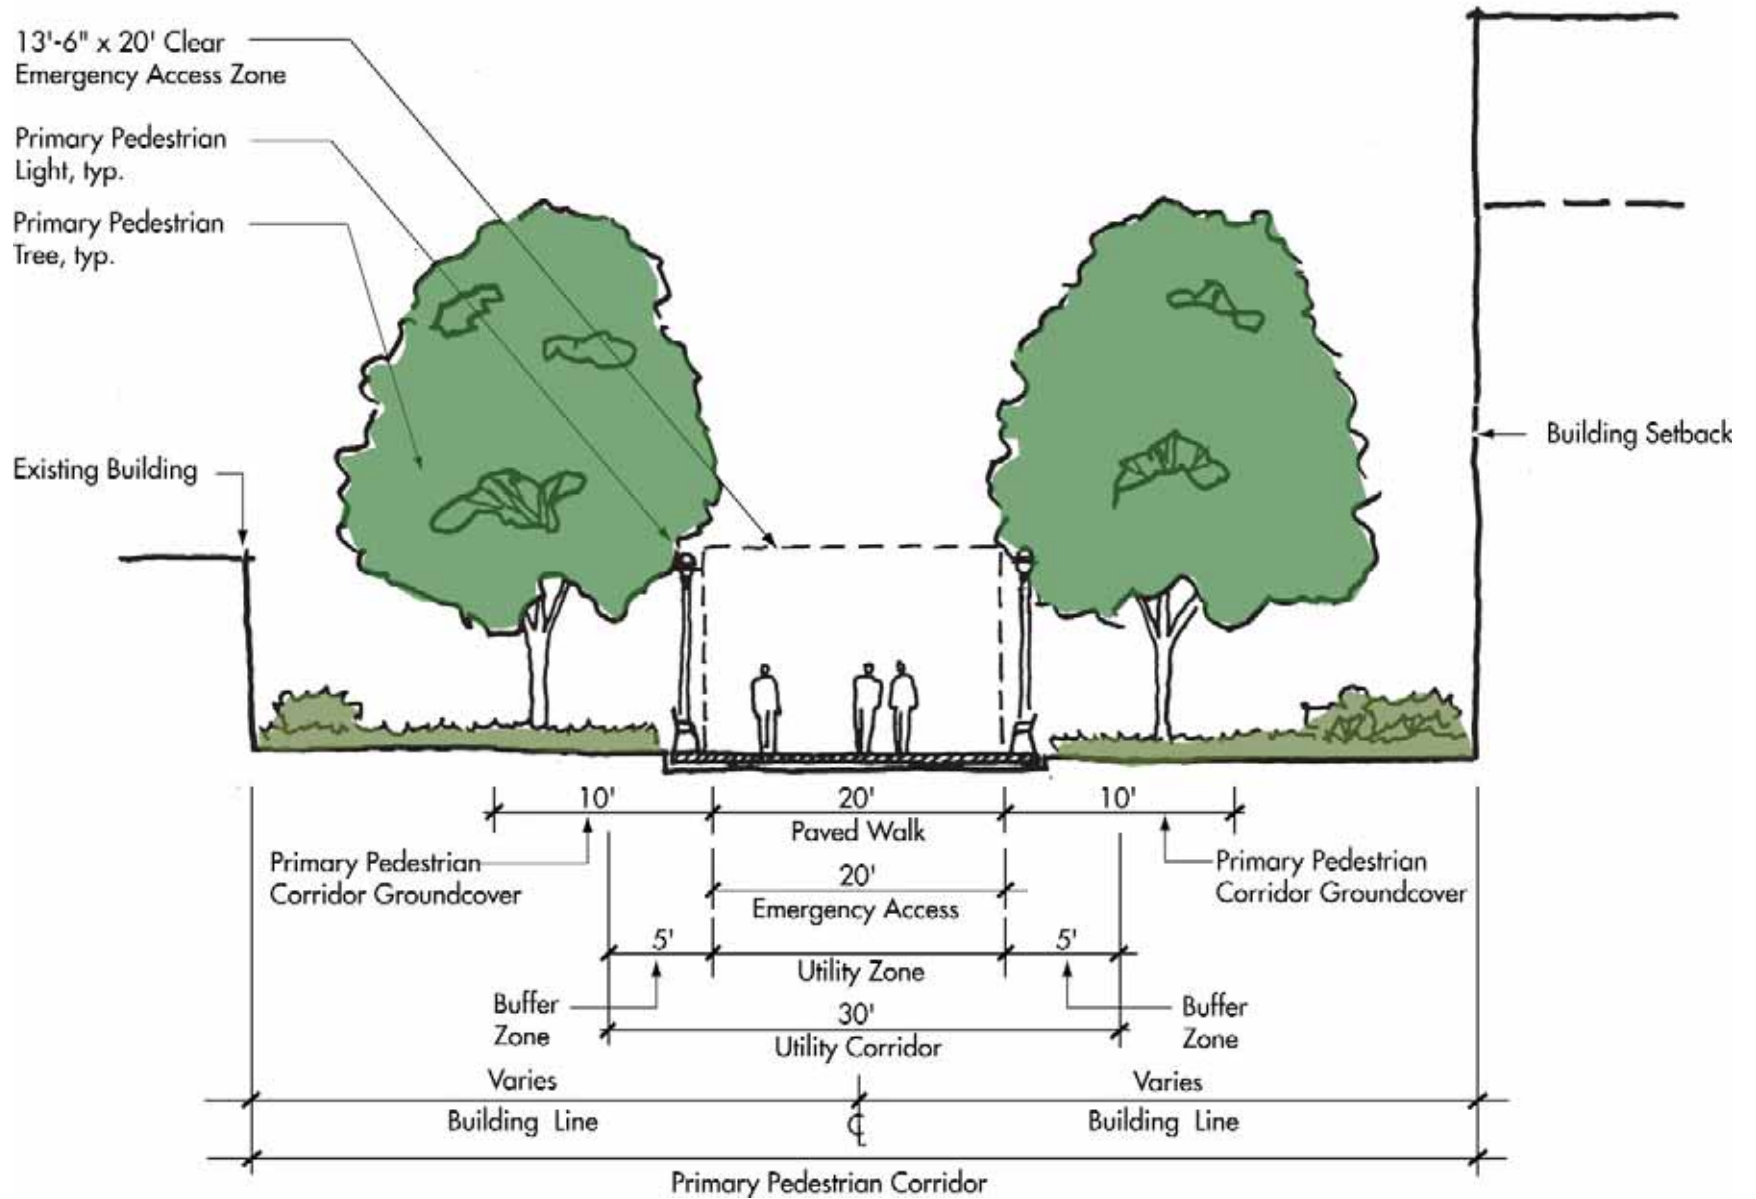 13'-6" x 20' Clear
Emergency Access Zone
Primary Pedestrian
Light, typ.
Primary Pedestrian
Tree, typ.
Existing Building
Building Setback
10'
20'
10'
Paved Walk
Primary Pedestrian
Corridor Groundcover
Primary Pedestrian
Corridor Groundcover
20'
Emergency Access
5'
5'
Utility Zone
Buffer
Zone
Buffer
Zone
30'
Utility Corridor
Varies
Varies
Building Line
℄
Building Line
Primary Pedestrian Corridor